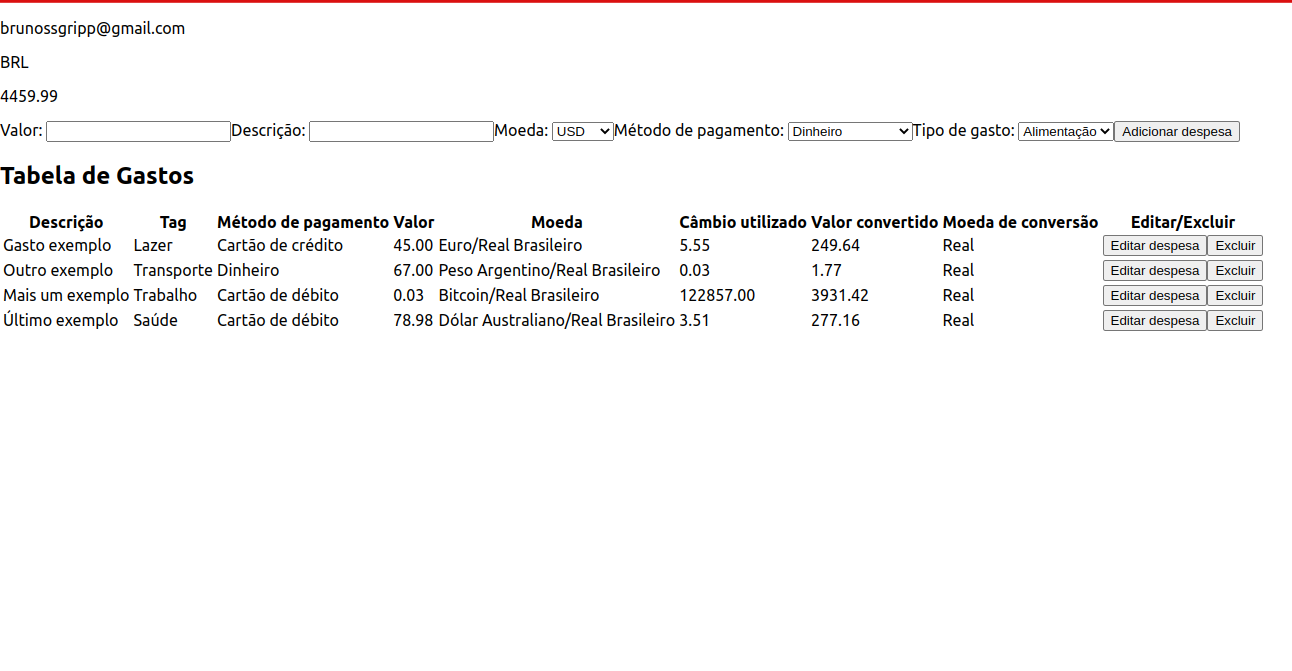 brunossgripp@gmail.com
BRL
4459.99
Valor: Descrição: Moeda: USD Método de pagamento: Dinheiro Tipo de gasto: Alimentação Adicionar despesa
Tabela de Gastos
Descrição Tag Método de pagamento Valor Moeda Câmbio utilizado Valor convertido Moeda de conversão Editar/Excluir
Gasto exemplo Lazer Cartão de crédito 45.00 Euro/Real Brasileiro 5.55 249.64 Real Editar despesa Excluir
Outro exemplo Transporte Dinheiro 67.00 Peso Argentino/Real Brasileiro 0.03 1.77 Real Editar despesa Excluir
Mais um exemplo Trabalho Cartão de débito 0.03 Bitcoin/Real Brasileiro 122857.00 3931.42 Real Editar despesa Excluir
Último exemplo Saúde Cartão de débito 78.98 Dólar Australiano/Real Brasileiro 3.51 277.16 Real Editar despesa Excluir